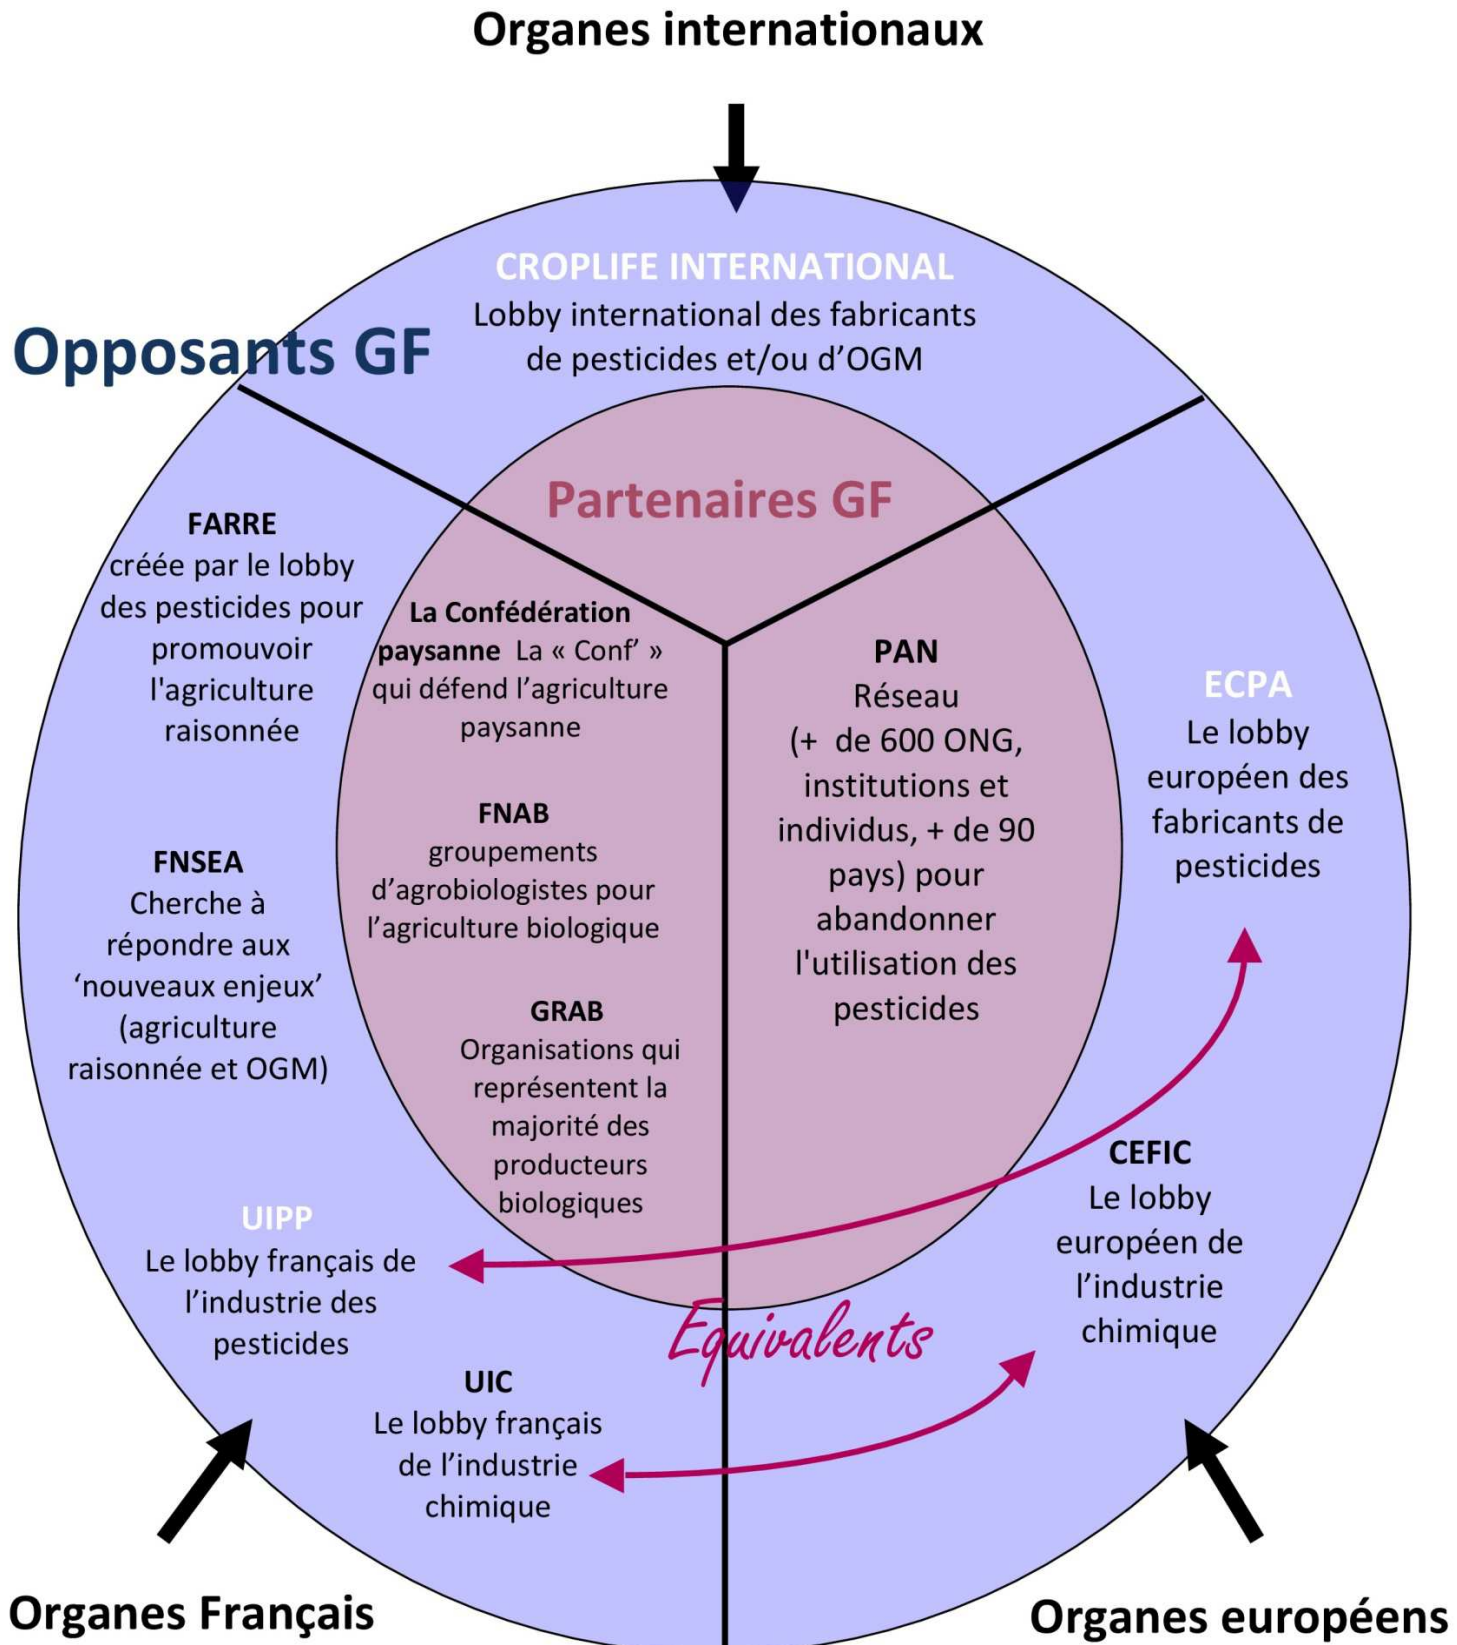 Organes internationaux
CROPLIFE INTERNATIONAL
Lobby international des fabricants
de pesticides et/ou d’OGM
Opposants GF
Partenaires GF
FARRE
créée par le lobby
des pesticides pour
promouvoir
l'agriculture
raisonnée
FNSEA
Cherche à
répondre aux
‘nouveaux enjeux’
(agriculture
raisonnée et OGM)
UIPP
Le lobby français de
l’industrie des
pesticides
UIC
Le lobby français
de l’industrie
chimique
La Confédération
paysanne La « Conf’ »
qui défend l’agriculture
paysanne
FNAB
groupements
d’agrobiologistes pour
l’agriculture biologique
GRAB
Organisations qui
représentent la
majorité des
producteurs
biologiques
PAN
Réseau
(+ de 600 ONG,
institutions et
individus, + de 90
pays) pour
abandonner
l'utilisation des
pesticides
ECPA
Le lobby
européen des
fabricants de
pesticides
CEFIC
Le lobby
européen de
l’industrie
chimique
Equivalents
Organes Français
Organes européens